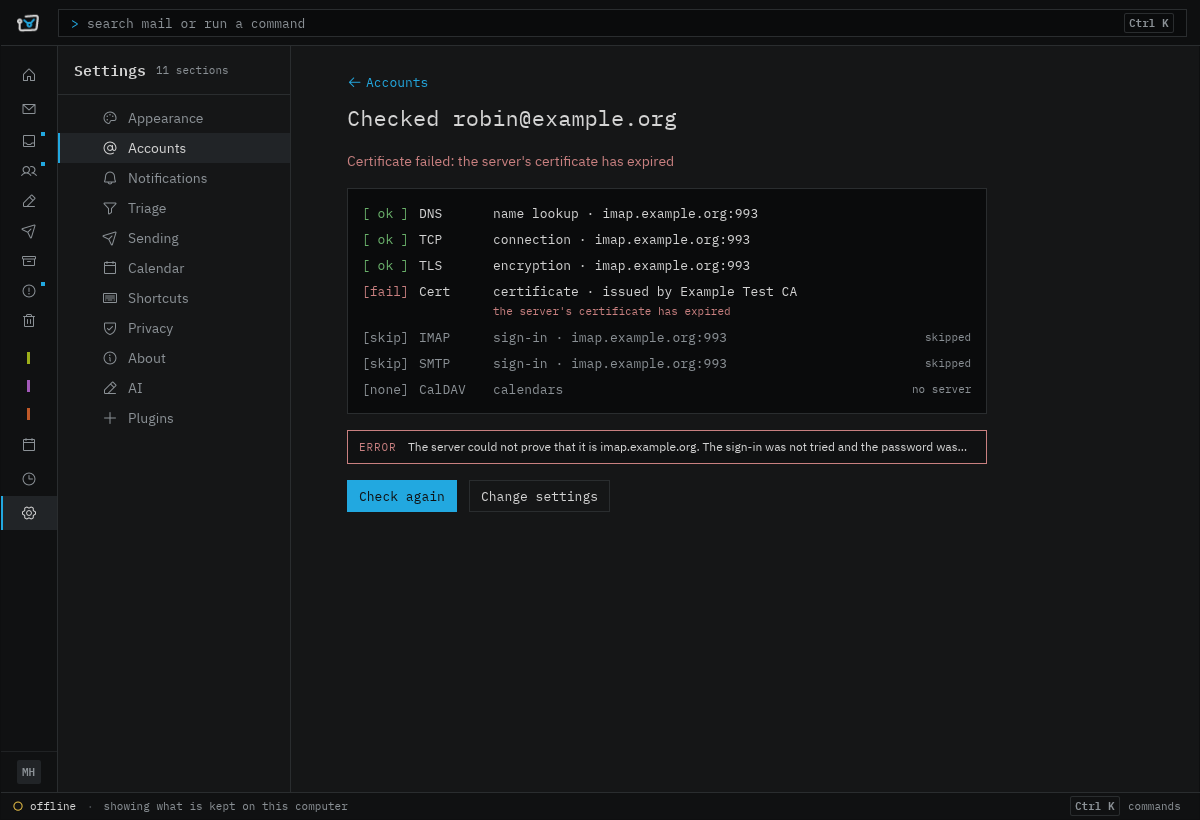 > search mail or run a command Ctrl K
Settings 11 sections
Appearance
Accounts
Notifications
Triage
Sending
Calendar
Shortcuts
Privacy
About
AI
Plugins
← Accounts
Checked robin@example.org
Certificate failed: the server's certificate has expired
[ ok ] DNS name lookup · imap.example.org:993
[ ok ] TCP connection · imap.example.org:993
[ ok ] TLS encryption · imap.example.org:993
[fail] Cert certificate · issued by Example Test CA
the server's certificate has expired
[skip] IMAP sign-in · imap.example.org:993 skipped
[skip] SMTP sign-in · imap.example.org:993 skipped
[none] CalDAV calendars no server
ERROR The server could not prove that it is imap.example.org. The sign-in was not tried and the password was...
Check again Change settings
MH
offline · showing what is kept on this computer Ctrl K commands